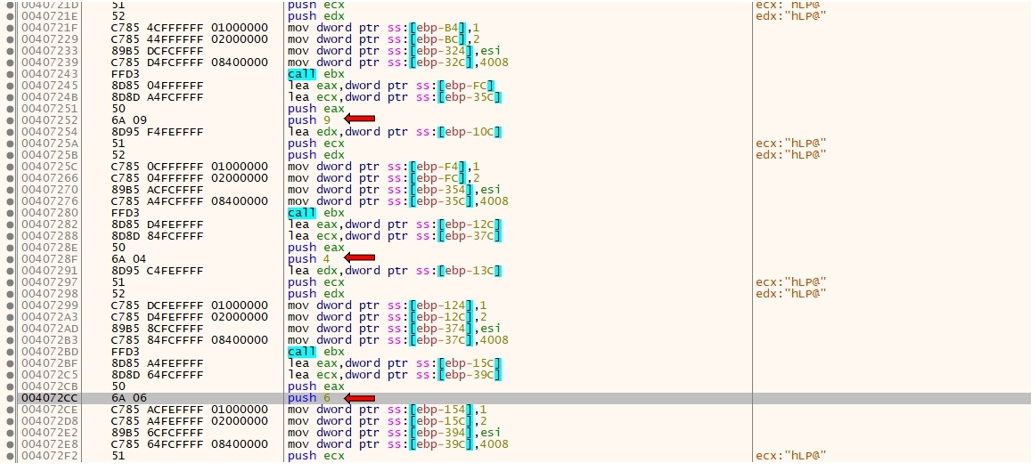 0040721D 51 push ecx ecx:"hLP@"
0040721E 52 push edx edx:"hLP@"
0040721F C785 4CFFFFFF 01000000 mov dword ptr ss:[ebp-B4],1
00407229 C785 44FFFFFF 02000000 mov dword ptr ss:[ebp-BC],2
00407233 89B5 DCFCFFFF mov dword ptr ss:[ebp-324],esi
00407239 C785 D4FCFFFF 08400000 mov dword ptr ss:[ebp-32C],4008
00407243 FFD3 call ebx
00407245 8D85 04FFFFFF lea eax,dword ptr ss:[ebp-FC]
0040724B 8D8D A4FCFFFF lea ecx,dword ptr ss:[ebp-35C]
00407251 50 push eax
00407252 6A 09 push 9
00407254 8D95 F4FEFFFF lea edx,dword ptr ss:[ebp-10C]
0040725A 51 push ecx ecx:"hLP@"
0040725B 52 push edx edx:"hLP@"
0040725C C785 0CFFFFFF 01000000 mov dword ptr ss:[ebp-F4],1
00407266 C785 04FFFFFF 02000000 mov dword ptr ss:[ebp-FC],2
00407270 89B5 ACFCFFFF mov dword ptr ss:[ebp-354],esi
00407276 C785 A4FCFFFF 08400000 mov dword ptr ss:[ebp-35C],4008
00407280 FFD3 call ebx
00407282 8D85 D4FEFFFF lea eax,dword ptr ss:[ebp-12C]
00407288 8D8D 84FCFFFF lea ecx,dword ptr ss:[ebp-37C]
0040728E 50 push eax
0040728F 6A 04 push 4
00407291 8D95 C4FEFFFF lea edx,dword ptr ss:[ebp-13C]
00407297 51 push ecx ecx:"hLP@"
00407298 52 push edx edx:"hLP@"
00407299 C785 DCFEFFFF 01000000 mov dword ptr ss:[ebp-124],1
004072A3 C785 D4FEFFFF 02000000 mov dword ptr ss:[ebp-12C],2
004072AD 89B5 8CFCFFFF mov dword ptr ss:[ebp-374],esi
004072B3 C785 84FCFFFF 08400000 mov dword ptr ss:[ebp-37C],4008
004072BD FFD3 call ebx
004072BF 8D85 A4FEFFFF lea eax,dword ptr ss:[ebp-15C]
004072C5 8D8D 64FCFFFF lea ecx,dword ptr ss:[ebp-39C]
004072CB 50 push eax
004072CC 6A 06 push 6
004072CE C785 ACFEFFFF 01000000 mov dword ptr ss:[ebp-154],1
004072D8 C785 A4FEFFFF 02000000 mov dword ptr ss:[ebp-15C],2
004072E2 89B5 6CFCFFFF mov dword ptr ss:[ebp-394],esi
004072E8 C785 64FCFFFF 08400000 mov dword ptr ss:[ebp-39C],4008
004072F2 51 push ecx ecx:"hLP@"